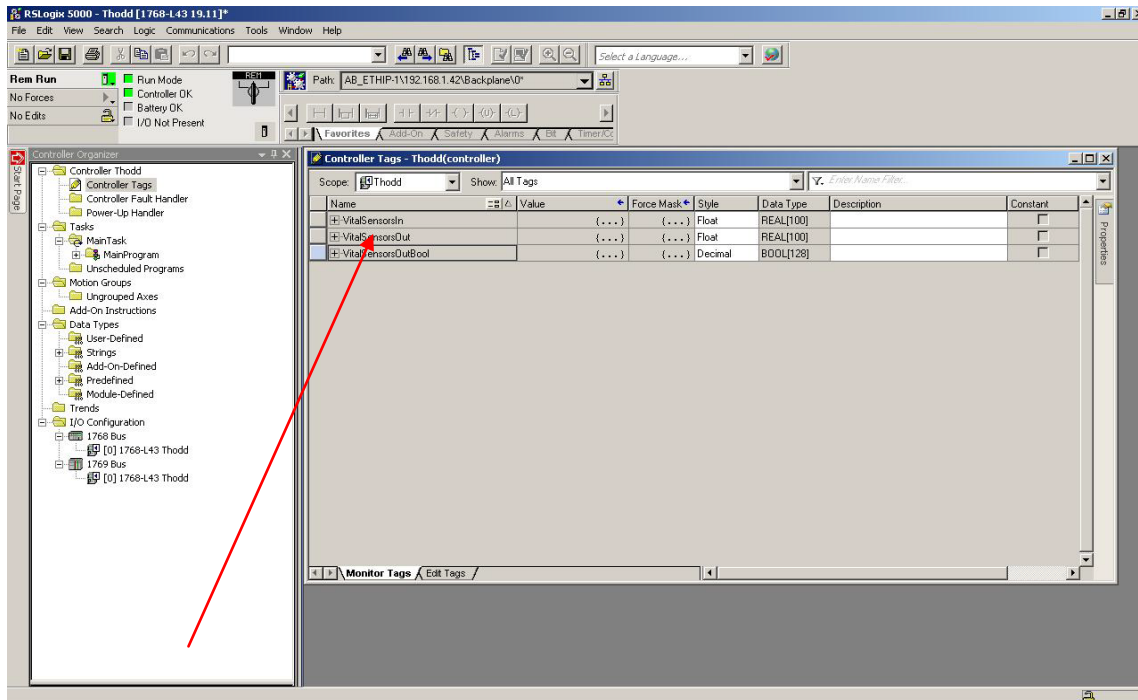 RSLogix 5000 - Thodd [1768-L43 19.11]*
File Edit View Search Logic Communications Tools Window Help
Select a Language...
Rem Run
Run Mode
Controller OK
Battery OK
I/O Not Present
No Forces
No Edits
REM
Path: AB_ETHIP-1\192.168.1.42\Backplane\0*
Favorites Add-On Safety Alarms Bit Timer/Cc
Start Page
Controller Organizer
Controller Thodd
Controller Tags
Controller Fault Handler
Power-Up Handler
Tasks
MainTask
MainProgram
Unscheduled Programs
Motion Groups
Ungrouped Axes
Add-On Instructions
Data Types
User-Defined
Strings
Add-On-Defined
Predefined
Module-Defined
Trends
I/O Configuration
1768 Bus
[0] 1768-L43 Thodd
1769 Bus
[0] 1768-L43 Thodd
Controller Tags - Thodd(controller)
Scope: Thodd Show: All Tags Enter Name Filter...
Name Value Force Mask Style Data Type Description Constant
VitalSensorsIn {...} {...} Float REAL[100]
VitalSensorsOut {...} {...} Float REAL[100]
VitalSensorsOutBool {...} {...} Decimal BOOL[128]
Properties
Monitor Tags Edit Tags